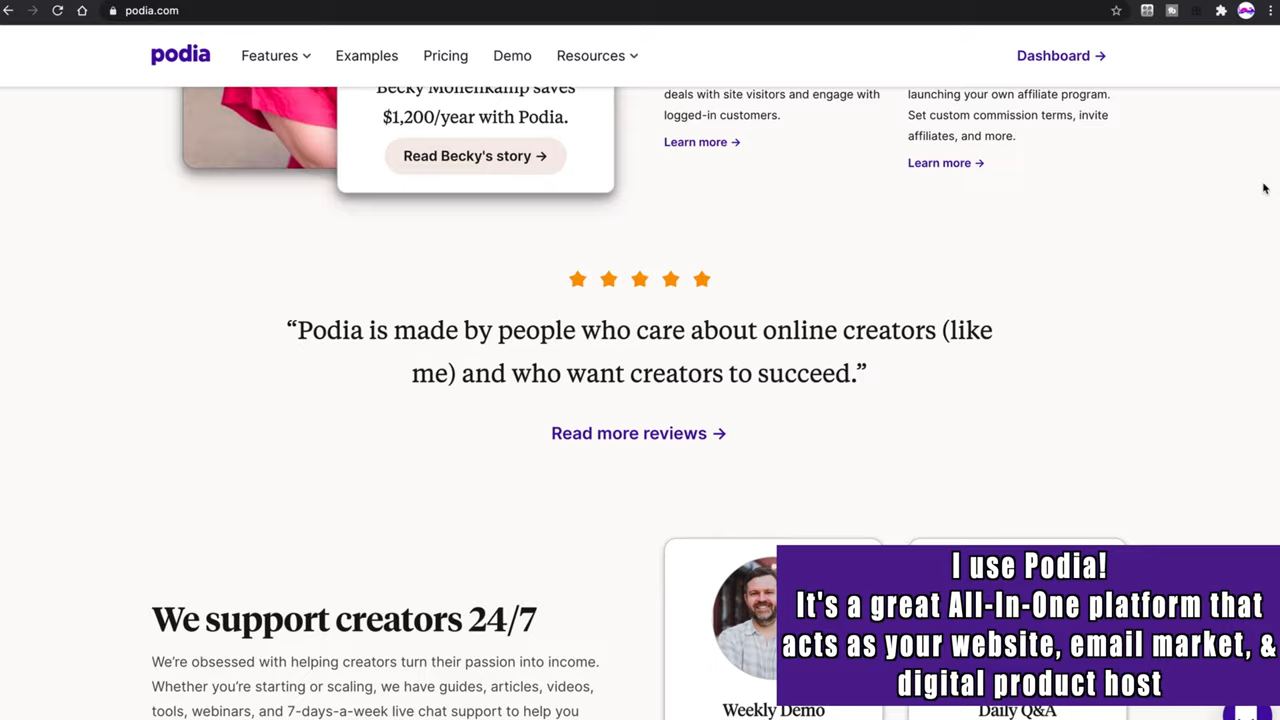 podia.com
podia
Features
Examples
Pricing
Demo
Resources
Dashboard →
Becky Mollenkamp saves
$1,200/year with Podia.
Read Becky's story →
deals with site visitors and engage with
logged-in customers.
Learn more →
launching your own affiliate program.
Set custom commission terms, invite
affiliates, and more.
Learn more →
“Podia is made by people who care about online creators (like
me) and who want creators to succeed.”
Read more reviews →
We support creators 24/7
We’re obsessed with helping creators turn their passion into income.
Whether you’re starting or scaling, we have guides, articles, videos,
tools, webinars, and 7-days-a-week live chat support to help you
Weekly Demo
Daily Q&A
I use Podia!
It's a great All-In-One platform that
acts as your website, email market, &
digital product host